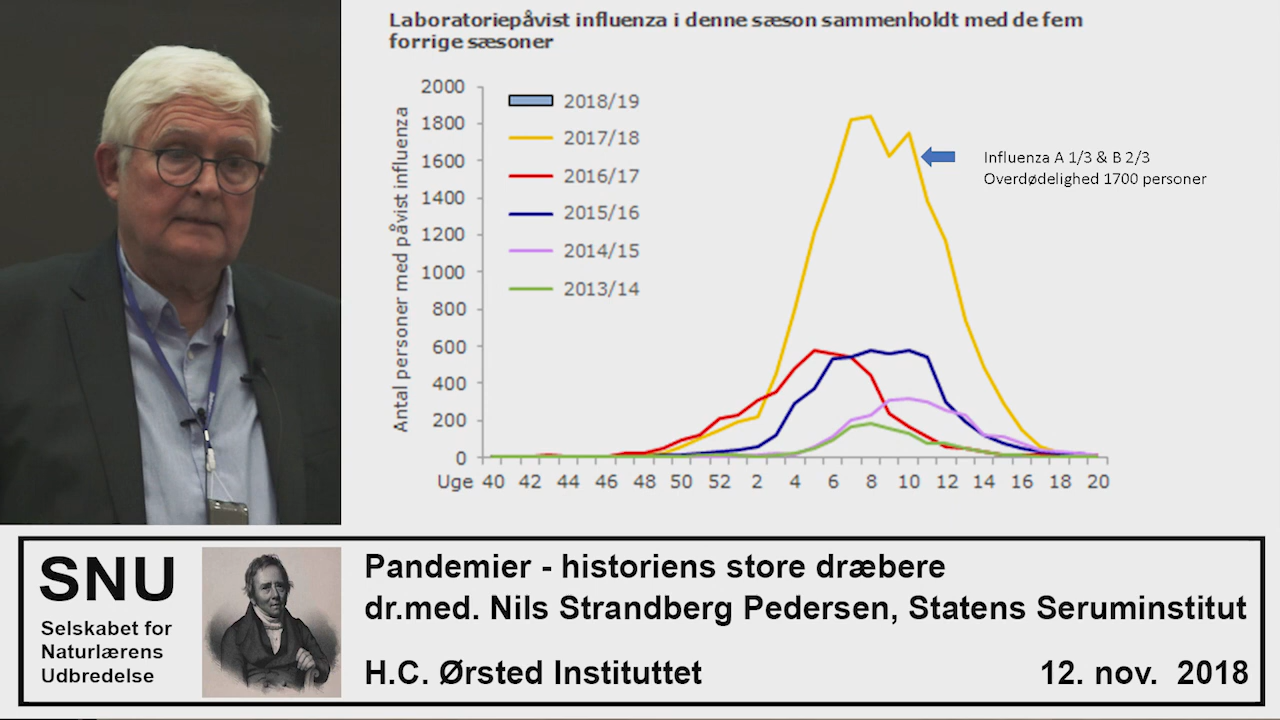 Laboratoriepåvist influenza i denne sæson sammenholdt med de fem
forrige sæsoner
Antal personer med påvist influenza
2000
1800
1600
1400
1200
1000
800
600
400
200
0
2018/19
2017/18
2016/17
2015/16
2014/15
2013/14
Influenza A 1/3 & B 2/3
Overdødelighed 1700 personer
Uge 40 42 44 46 48 50 52 2 4 6 8 10 12 14 16 18 20
SNU
Selskabet for
Naturlærens
Udbredelse
Pandemier - historiens store dræbere
dr.med. Nils Strandberg Pedersen, Statens Seruminstitut
H.C. Ørsted Instituttet
12. nov. 2018